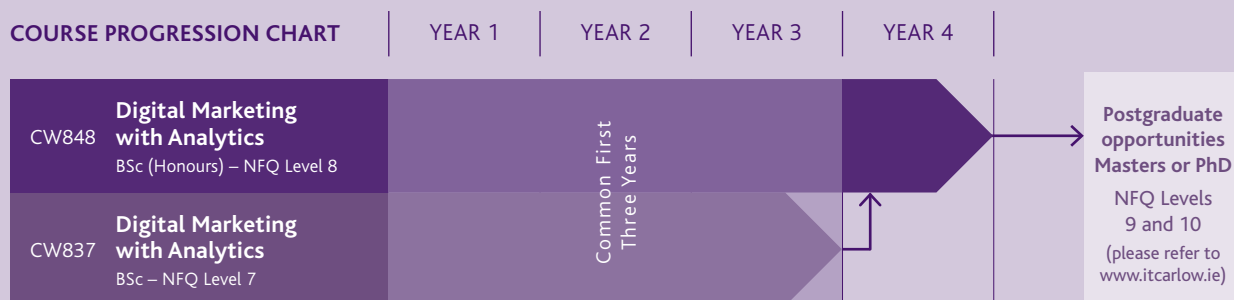 COURSE PROGRESSION CHART
YEAR 1
YEAR 2
YEAR 3
YEAR 4
CW848
Digital Marketing
with Analytics
BSc (Honours) – NFQ Level 8
CW837
Digital Marketing
with Analytics
BSc – NFQ Level 7
Common First
Three Years
Postgraduate
opportunities
Masters or PhD
NFQ Levels
9 and 10
(please refer to
www.itcarlow.ie)